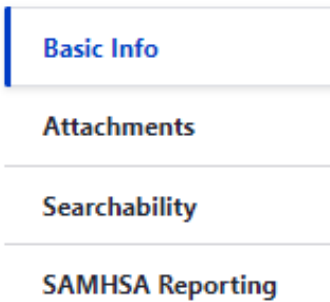 Basic Info
Attachments
Searchability
SAMHSA Reporting